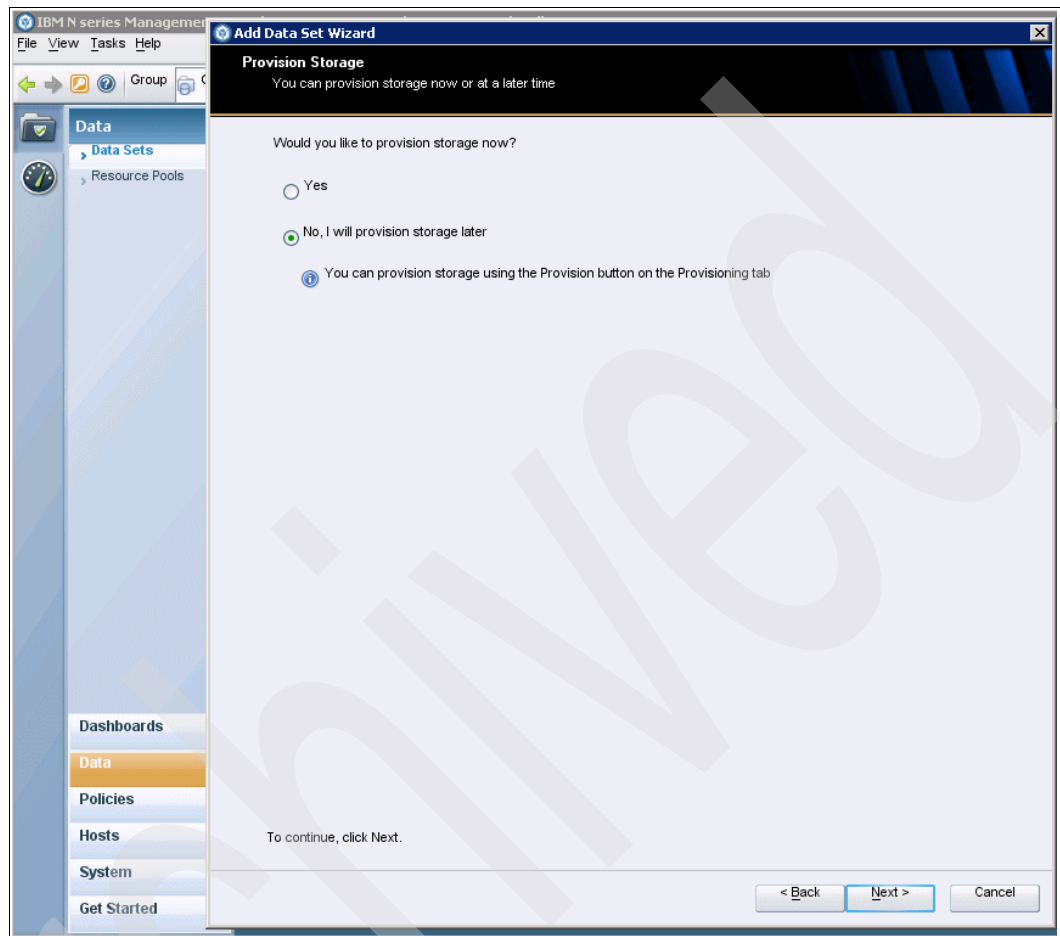 IBM N series Managemer
File View Tasks Help
Group
Data
Data Sets
Resource Pools
Dashboards
Data
Policies
Hosts
System
Get Started
Add Data Set Wizard
Provision Storage
You can provision storage now or at a later time
Would you like to provision storage now?
Yes
No, I will provision storage later
You can provision storage using the Provision button on the Provisioning tab
To continue, click Next.
< Back Next > Cancel